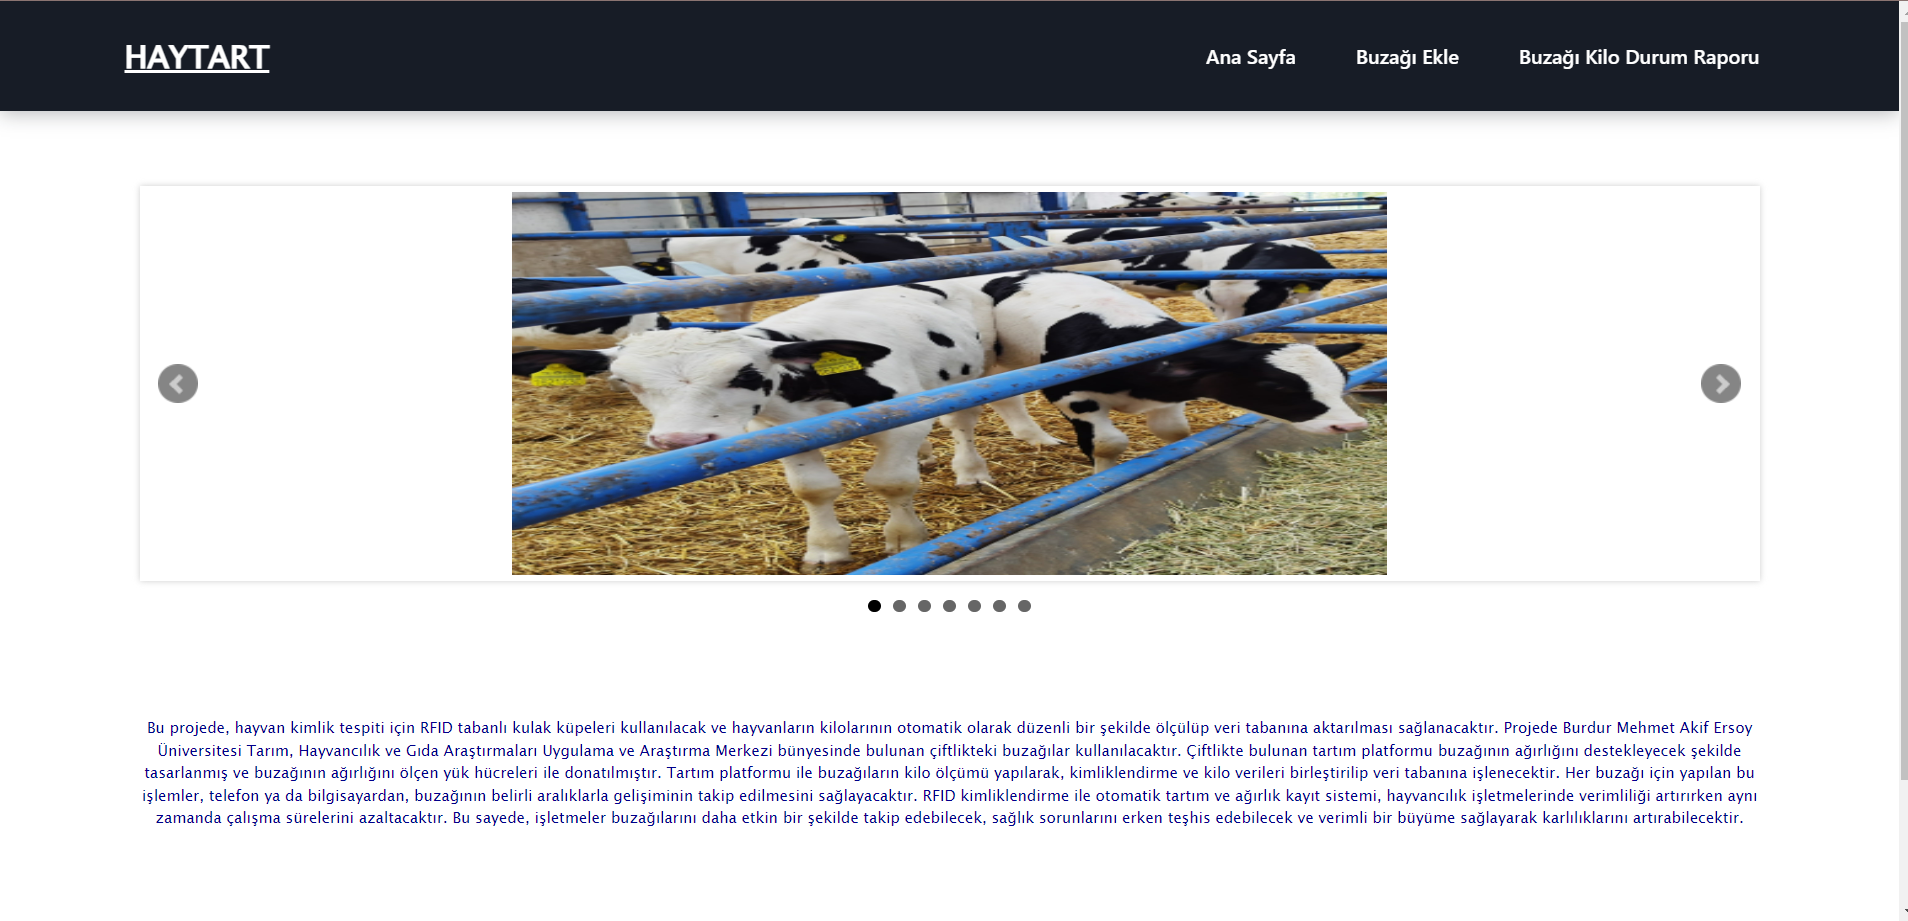 HAYTART
Ana Sayfa
Buzağı Ekle
Buzağı Kilo Durum Raporu
Bu projede, hayvan kimlik tespiti için RFID tabanlı kulak küpeleri kullanılacak ve hayvanların kilolarının otomatik olarak düzenli bir şekilde ölçülüp veri tabanına aktarılması sağlanacaktır. Projede Burdur Mehmet Akif Ersoy
Üniversitesi Tarım, Hayvancılık ve Gıda Araştırmaları Uygulama ve Araştırma Merkezi bünyesinde bulunan çiftlikteki buzağılar kullanılacaktır. Çiftlikte bulunan tartım platformu buzağının ağırlığını destekleyecek şekilde
tasarlanmış ve buzağının ağırlığını ölçen yük hücreleri ile donatılmıştır. Tartım platformu ile buzağıların kilo ölçümü yapılarak, kimliklendirme ve kilo verileri birleştirilip veri tabanına işlenecektir. Her buzağı için yapılan bu
işlemler, telefon ya da bilgisayardan, buzağının belirli aralıklarla gelişiminin takip edilmesini sağlayacaktır. RFID kimliklendirme ile otomatik tartım ve ağırlık kayıt sistemi, hayvancılık işletmelerinde verimliliği artırırken aynı
zamanda çalışma sürelerini azaltacaktır. Bu sayede, işletmeler buzağılarını daha etkin bir şekilde takip edebilecek, sağlık sorunlarını erken teşhis edebilecek ve verimli bir büyüme sağlayarak karlılıklarını artırabilecektir.